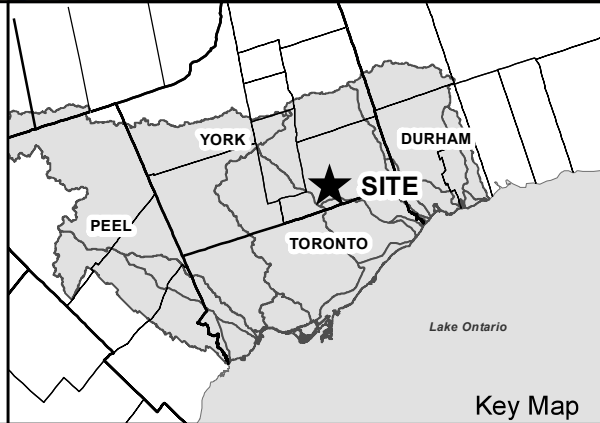 YORK
DURHAM
SITE
PEEL
TORONTO
Lake Ontario
Key Map